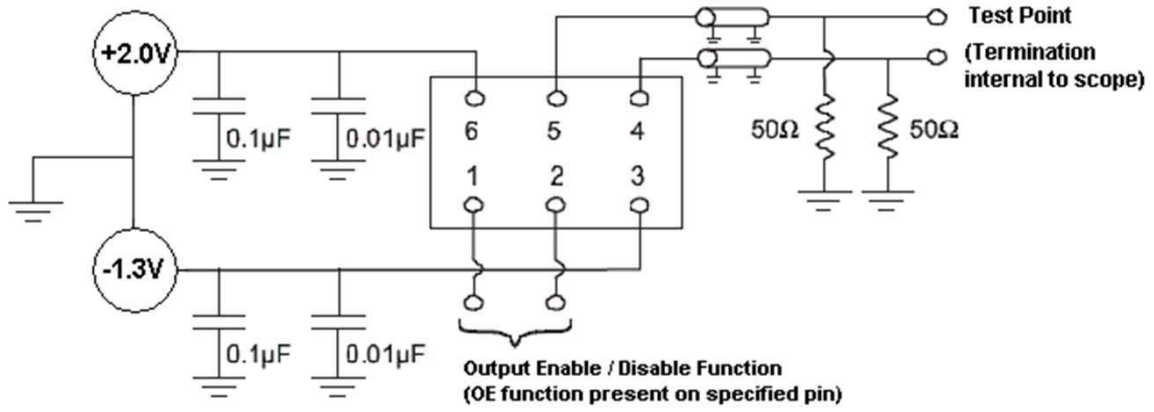 Test Point
+2.0V
(Termination
internal to scope)
0.1µF
0.01µF
6 5 4
50Ω
50Ω
1 2 3
-1.3V
0.1µF
0.01µF
Output Enable / Disable Function
(OE function present on specified pin)